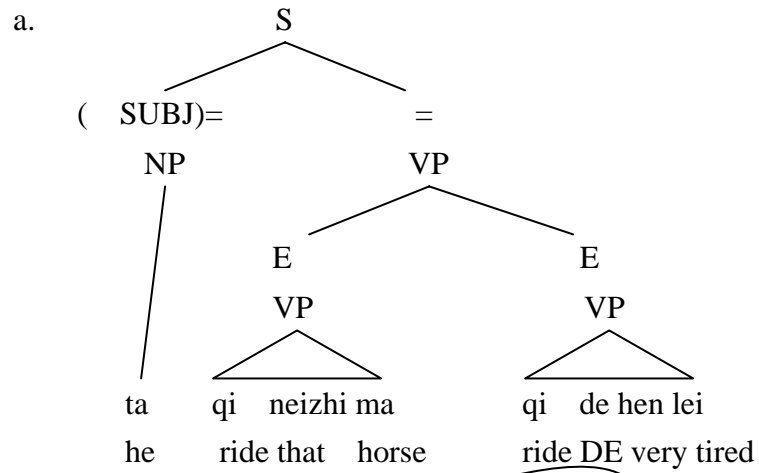 a. S
( SUBJ)= =
NP VP
E E
VP VP
ta qi neizhi ma qi de hen lei
he ride that horse ride DE very tired